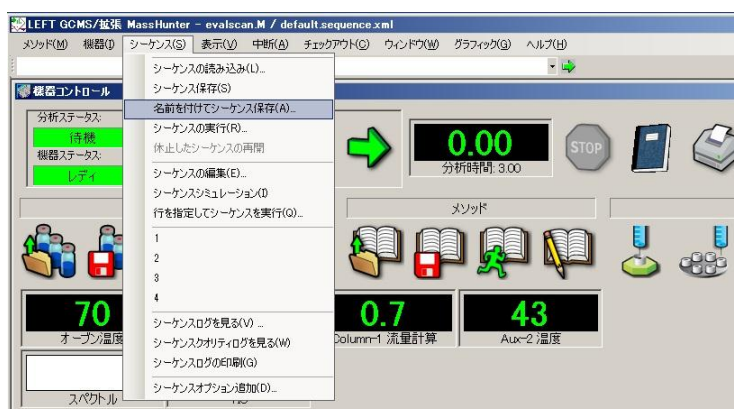 LEFT GCMS/拡張 MassHunter - evalscan.M / default.sequence.xml
メソッド(M) 機器(I) シーケンス(S) 表示(V) 中断(A) チェックアウト(C) ウィンドウ(W) グラフィック(G) ヘルプ(H)
機器コントロール
分析ステータス:
待機
機器ステータス:
レディ
シーケンスの読み込み(L)...
シーケンス保存(S)
名前を付けてシーケンス保存(A)...
シーケンスの実行(R)...
休止したシーケンスの再開
シーケンスの編集(E)...
シーケンスシミュレーション(I)
行を指定してシーケンスを実行(Q)...
1
2
3
4
シーケンスログを見る(V) ...
シーケンスクオリティログを見る(W)
シーケンスログの印刷(G)
シーケンスオプション追加(D)...
0.00
分析時間: 3.00
STOP
メソッド
70
オーブン温度
0.7
Column-1 流量計算
43
Aux-2 温度
スペクトル